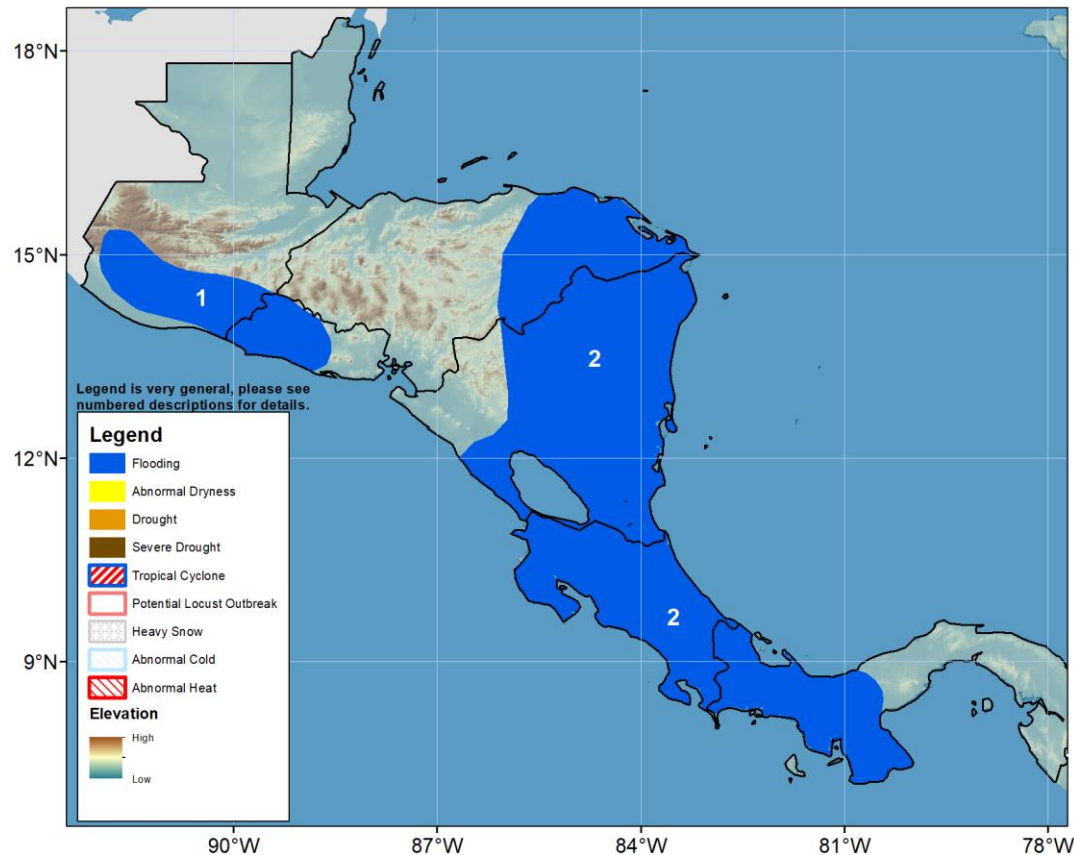 18°N
15°N
12°N
9°N
1
2
2
Legend is very general, please see
numbered descriptions for details.
Legend
Flooding
Abnormal Dryness
Drought
Severe Drought
Tropical Cyclone
Potential Locust Outbreak
Heavy Snow
Abnormal Cold
Abnormal Heat
Elevation
High
Low
90°W
87°W
84°W
81°W
78°W